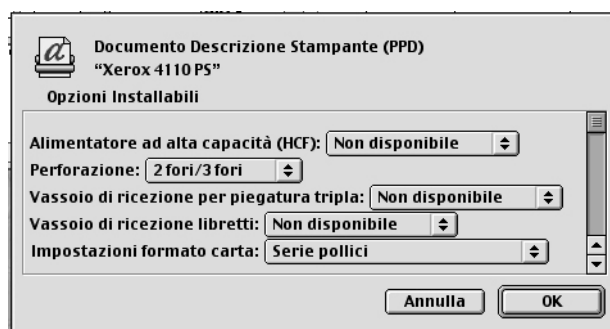 Documento Descrizione Stampante (PPD)
“Xerox 4110 PS”
Opzioni Installabili
Alimentatore ad alta capacità (HCF): Non disponibile
Perforazione: 2 fori/3 fori
Vassoio di ricezione per piegatura tripla: Non disponibile
Vassoio di ricezione libretti: Non disponibile
Impostazioni formato carta: Serie pollici
Annulla OK